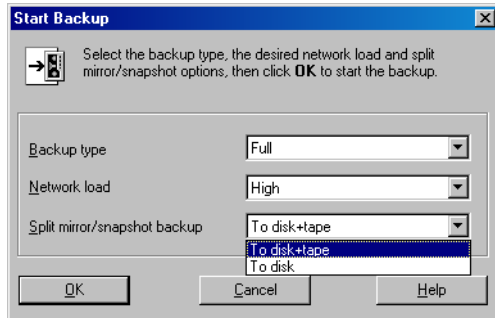 Start Backup
Select the backup type, the desired network load and split
mirror/snapshot options, then click OK to start the backup.
Backup type
Full
Network load
High
Split mirror/snapshot backup
To disk+tape
To disk+tape
To disk
OK
Cancel
Help